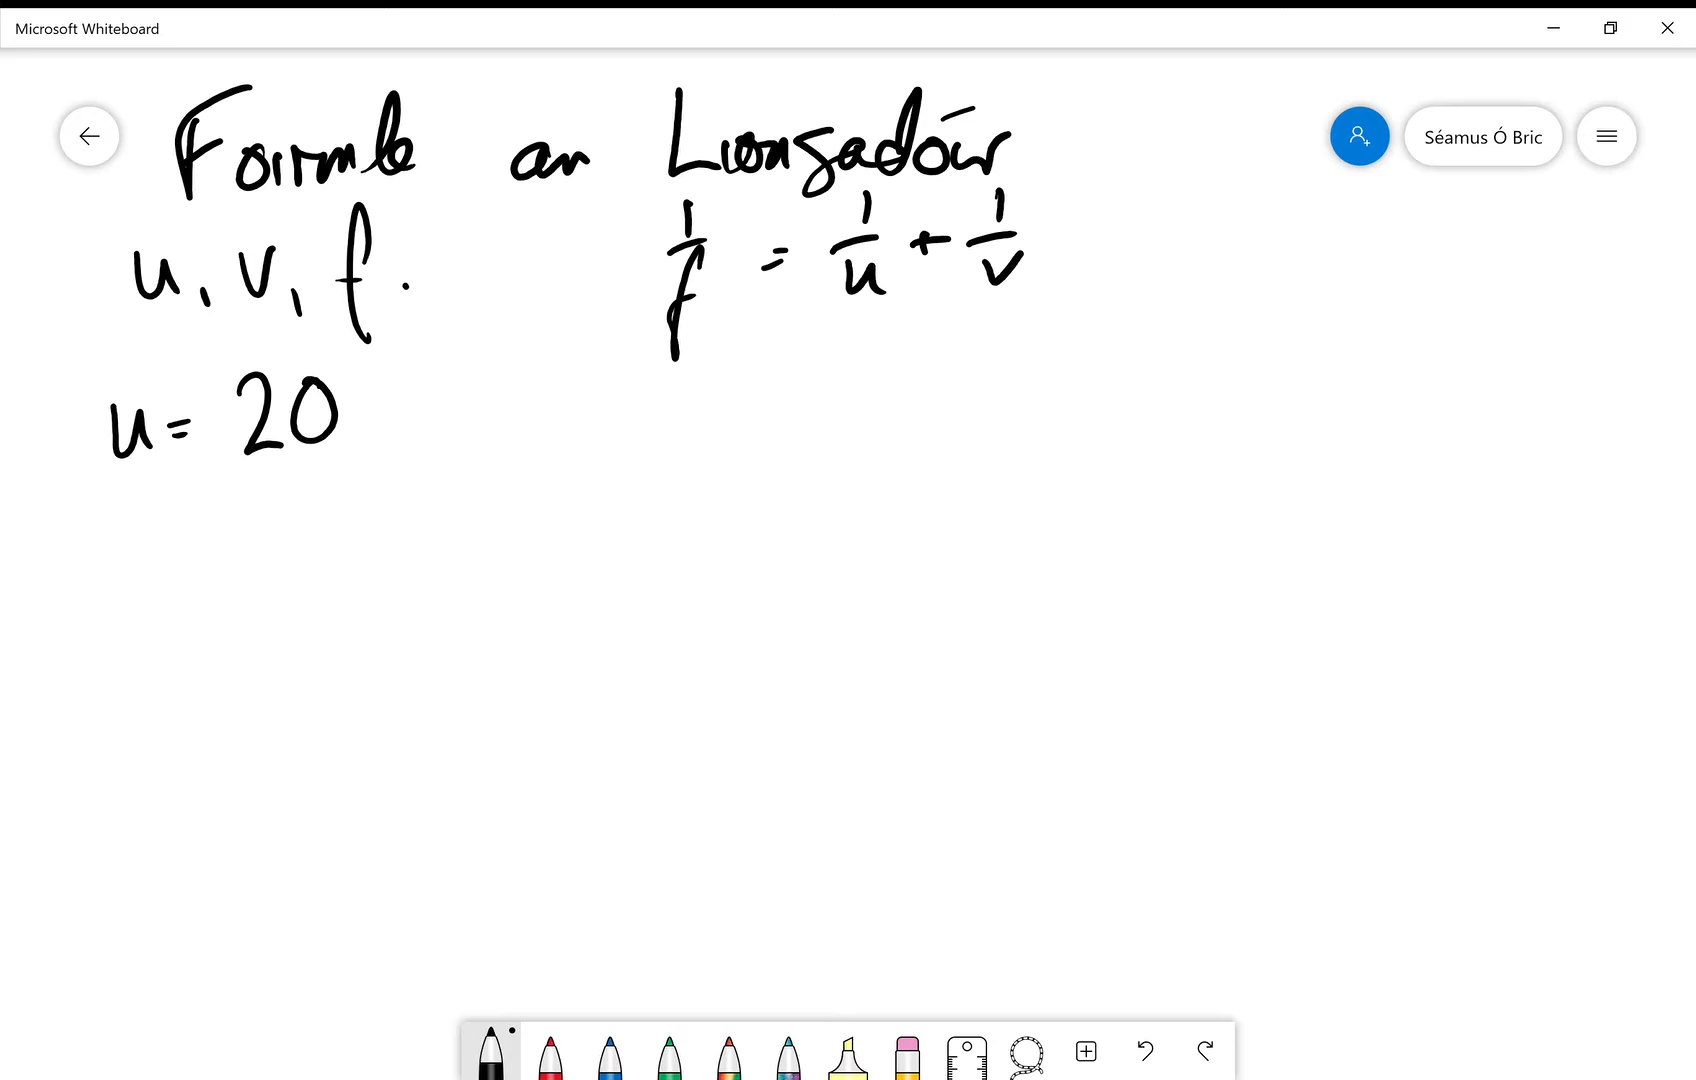 Microsoft Whiteboard
Foirmle an Lionsadóir
Séamus Ó Bric
u, v, f.
1/f = 1/u + 1/v
u = 20